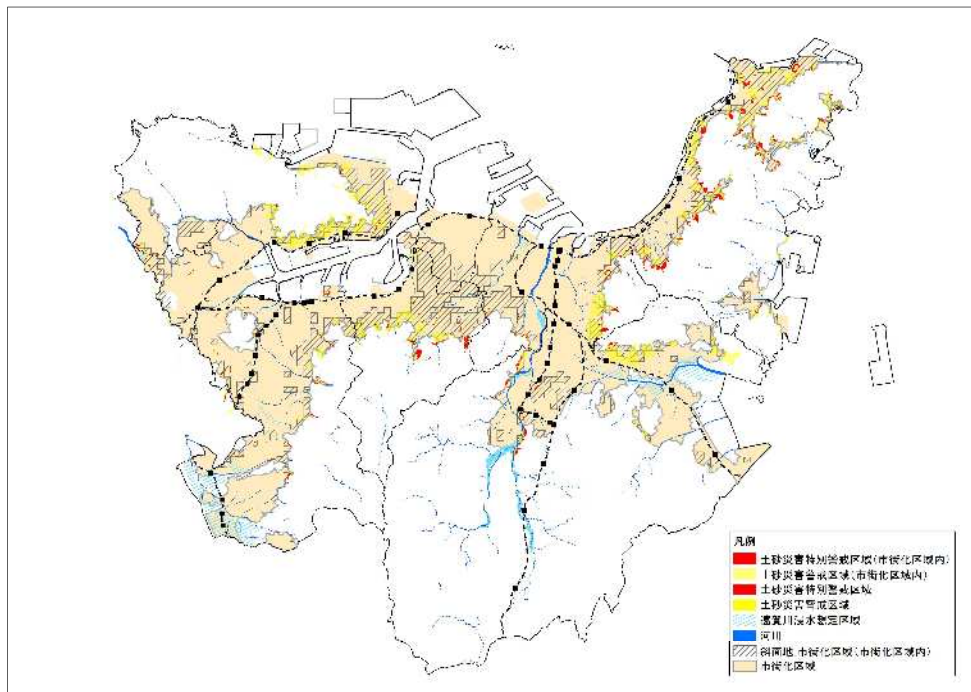 凡例
土砂災害特別警戒区域(市街化区域内)
土砂災害警戒区域(市街化区域内)
土砂災害特別警戒区域
土砂災害警戒区域
遠賀川浸水想定区域
河川
斜面地 市街化区域(市街化区域内)
市街化区域